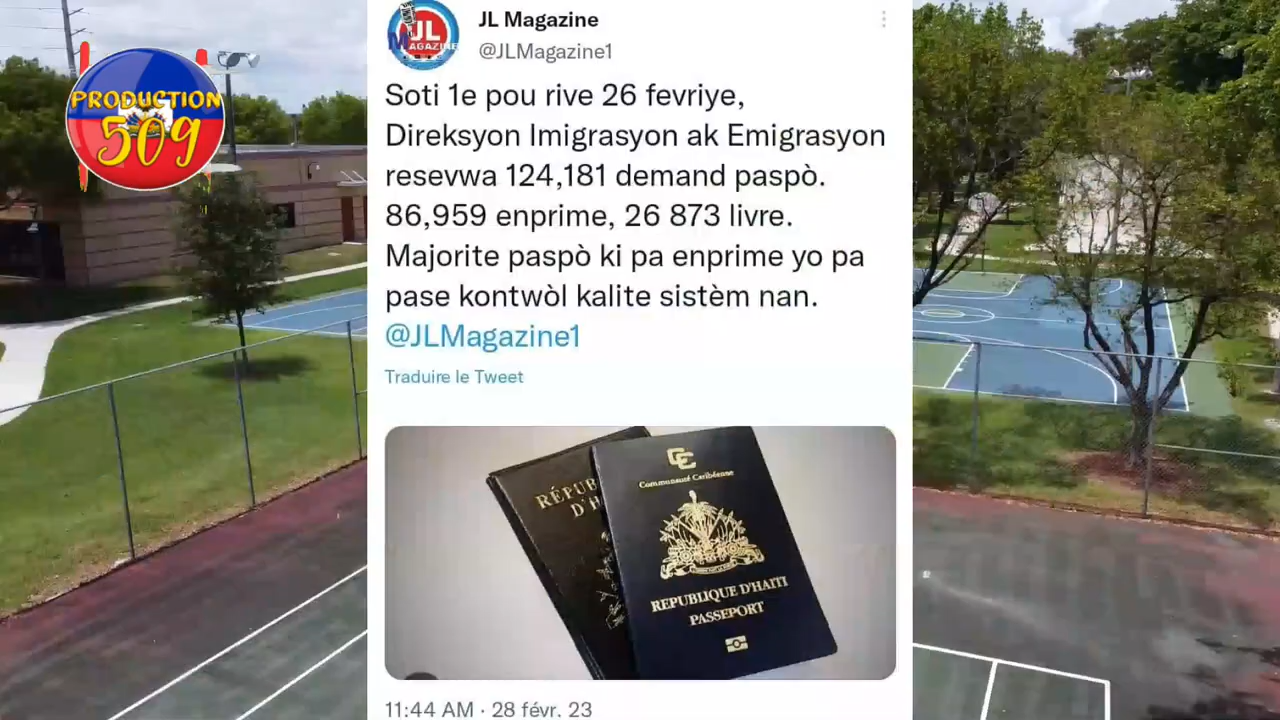 PRODUCTION
509
JL
MAGAZINE
JL Magazine
@JLMagazine1
Soti 1e pou rive 26 fevriye,
Direksyon Imigrasyon ak Emigrasyon
resevwa 124,181 demand paspò.
86,959 enprime, 26 873 livre.
Majorite paspò ki pa enprime yo pa
pase kontwòl kalite sistèm nan.
@JLMagazine1
Traduire le Tweet
Communauté Caribéenne
RÉPUB
D'H
REPUBLIQUE D'HAITI
PASSEPORT
11:44 AM · 28 févr. 23